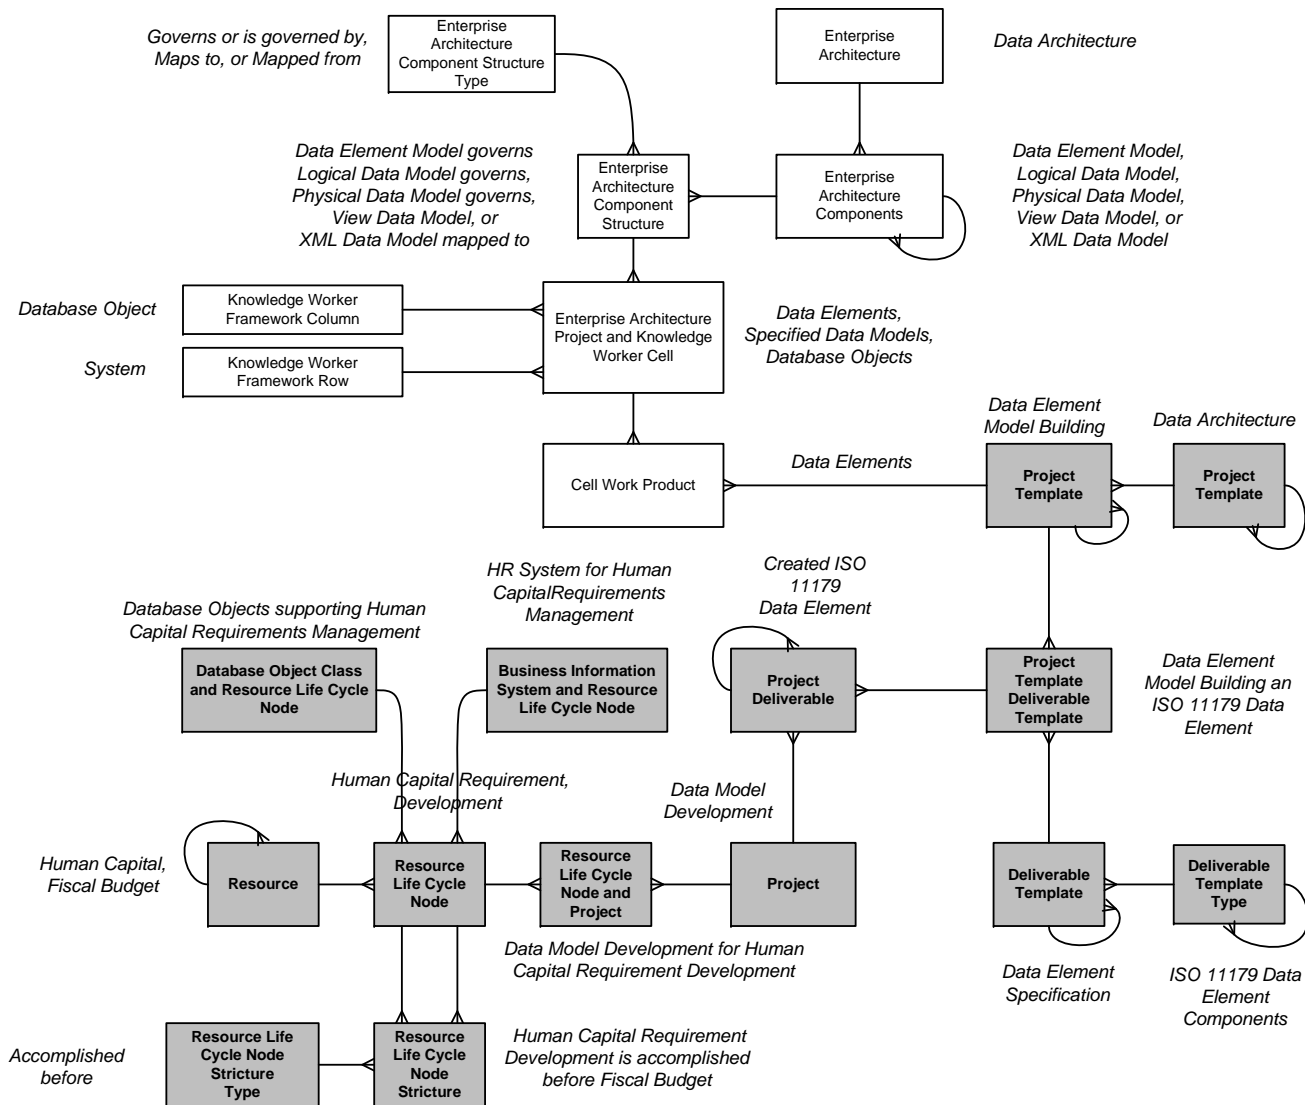 Governs or is governed by,
Maps to, or Mapped from
Enterprise
Architecture
Component Structure
Type
Enterprise
Architecture
Data Architecture
Data Element Model governs
Logical Data Model governs,
Physical Data Model governs,
View Data Model, or
XML Data Model mapped to
Enterprise
Architecture
Component
Structure
Enterprise
Architecture
Components
Data Element Model,
Logical Data Model,
Physical Data Model,
View Data Model, or
XML Data Model
Database Object
Knowledge Worker
Framework Column
System
Knowledge Worker
Framework Row
Enterprise Architecture
Project and Knowledge
Worker Cell
Data Elements,
Specified Data Models,
Database Objects
Cell Work Product
Data Elements
Data Element
Model Building
Project
Template
Data Architecture
Project
Template
Database Objects supporting Human
Capital Requirements Management
HR System for Human
CapitalRequirements
Management
Created ISO
11179
Data Element
Database Object Class
and Resource Life Cycle
Node
Business Information
System and Resource
Life Cycle Node
Project
Deliverable
Project
Template
Deliverable
Template
Data Element
Model Building an
ISO 11179 Data
Element
Human Capital Requirement,
Development
Data Model
Development
Human Capital,
Fiscal Budget
Resource
Resource
Life Cycle
Node
Resource
Life Cycle
Node and
Project
Project
Deliverable
Template
Deliverable
Template
Type
Data Model Development for Human
Capital Requirement Development
Data Element
Specification
ISO 11179 Data
Element
Components
Accomplished
before
Resource Life
Cycle Node
Stricture
Type
Resource
Life Cycle
Node
Stricture
Human Capital Requirement
Development is accomplished
before Fiscal Budget